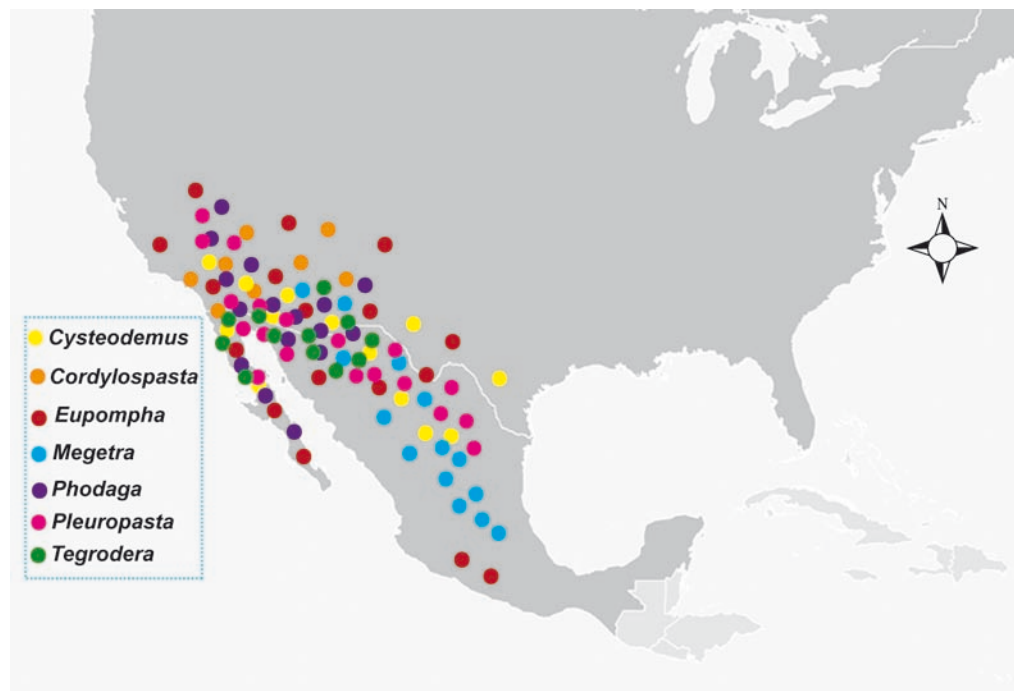 N
Cysteodemus
Cordylospasta
Eupompha
Megetra
Phodaga
Pleuropasta
Tegrodera